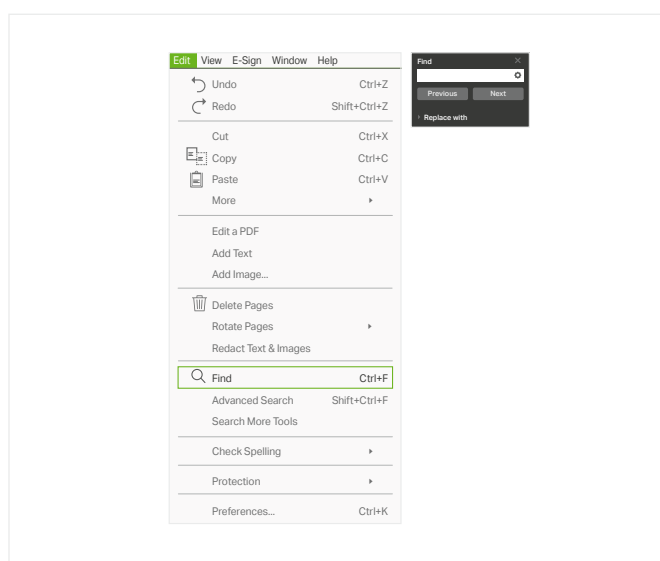 Edit View E-Sign Window Help
Undo Ctrl+Z
Redo Shift+Ctrl+Z
Cut Ctrl+X
Copy Ctrl+C
Paste Ctrl+V
More
Edit a PDF
Add Text
Add Image...
Delete Pages
Rotate Pages
Redact Text & Images
Find Ctrl+F
Advanced Search Shift+Ctrl+F
Search More Tools
Check Spelling
Protection
Preferences... Ctrl+K
Find
Previous Next
Replace with